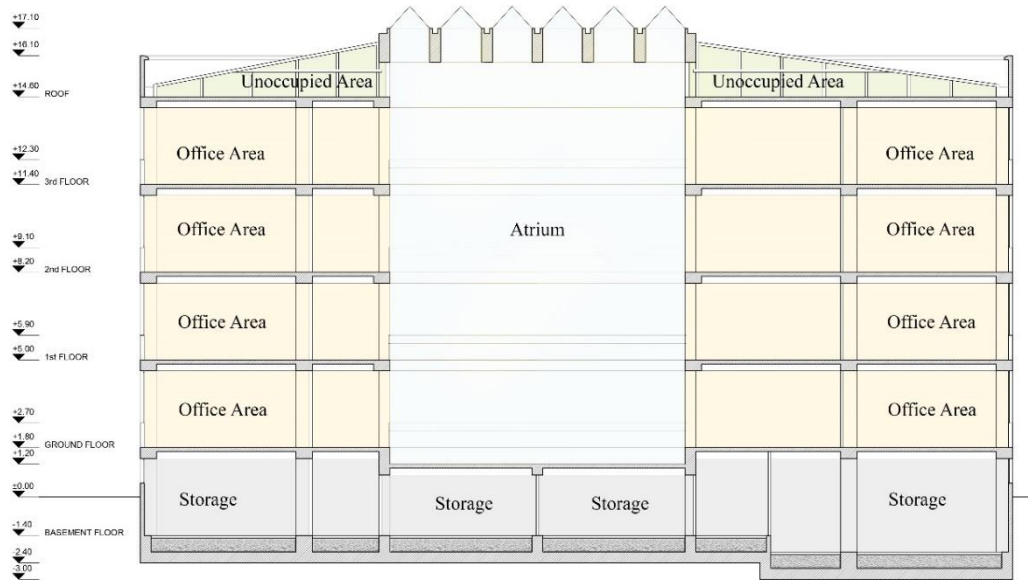 +17.10
+16.10
Unoccupied Area Unoccupied Area
+14.60
ROOF
Office Area Office Area
+12.30
+11.40
3rd FLOOR
Office Area Atrium Office Area
+9.10
+8.20
2nd FLOOR
Office Area Office Area
+5.90
+5.00
1st FLOOR
Office Area Office Area
+2.70
+1.80
GROUND FLOOR
+1.20
±0.00
Storage Storage Storage Storage
-1.40
BASEMENT FLOOR
-2.40
-3.00